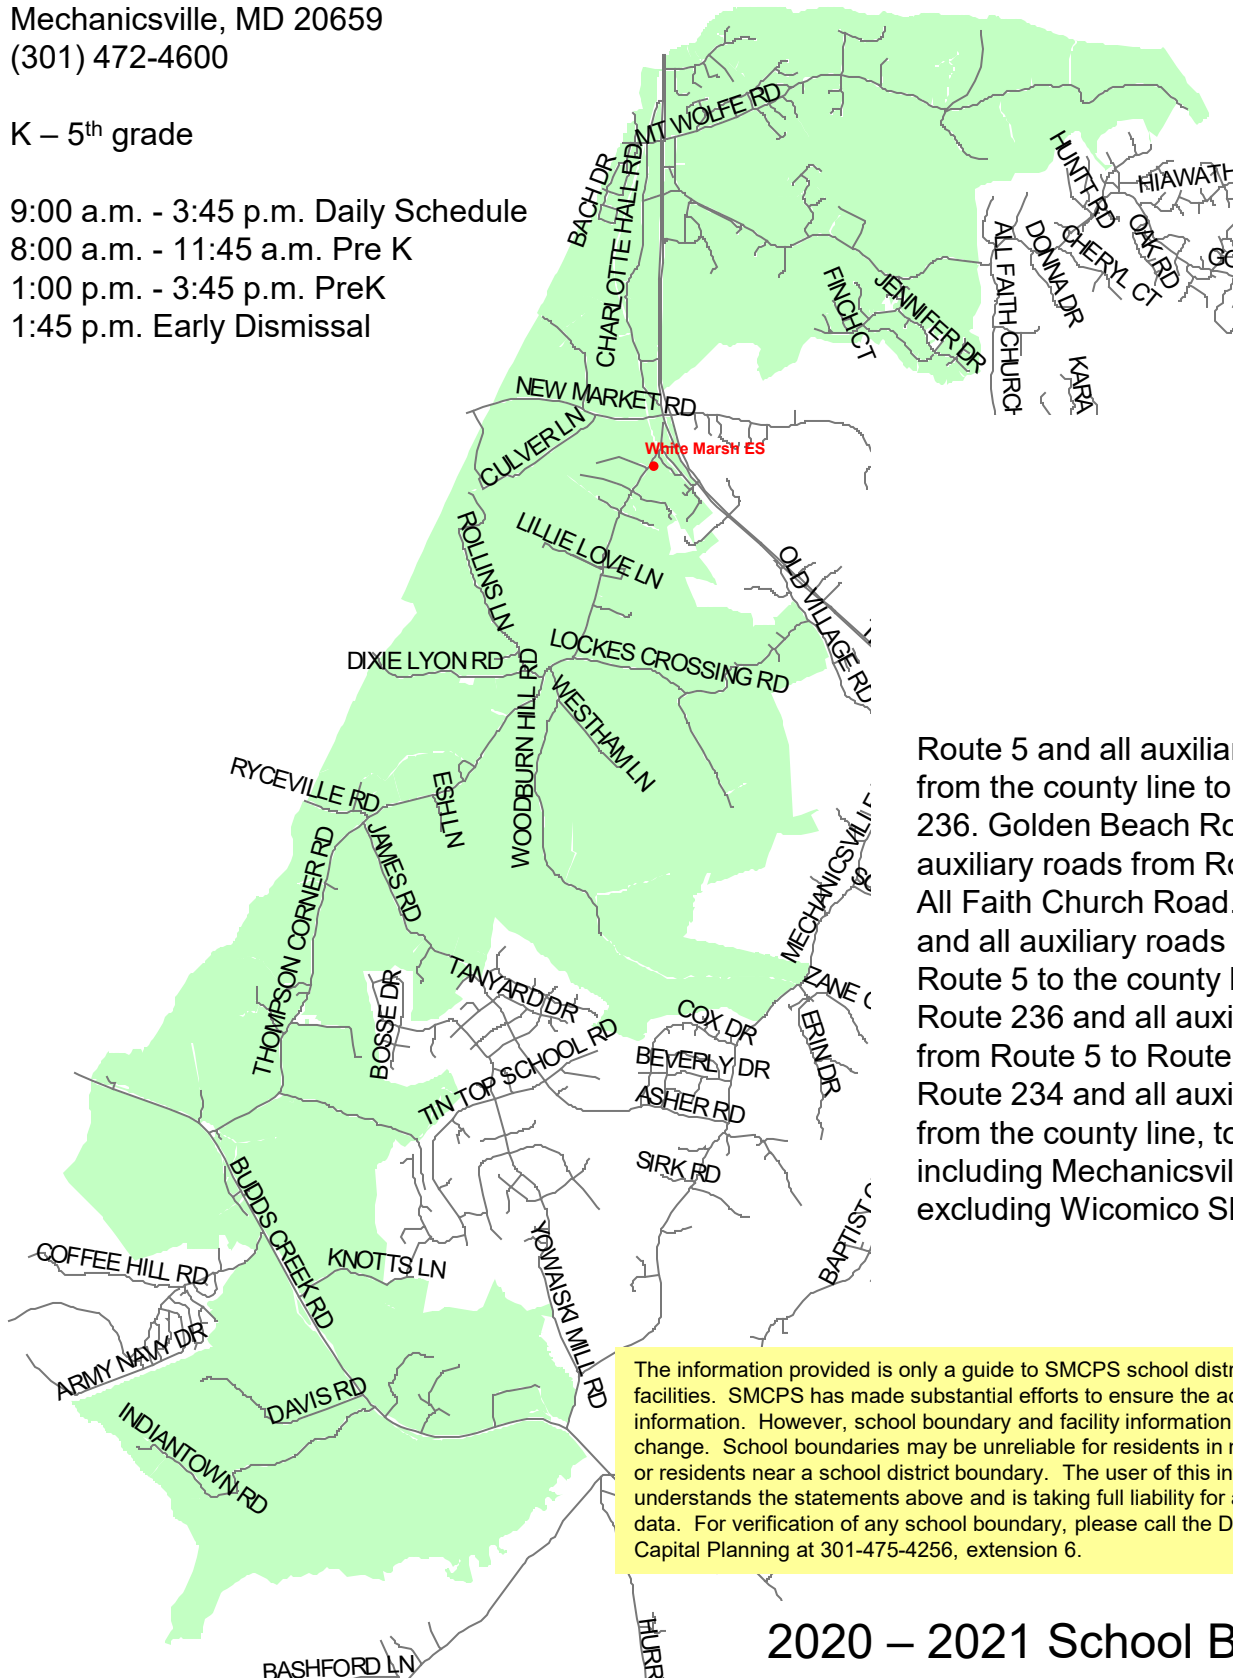 Mechanicsville, MD 20659
(301) 472-4600
K – 5th grade
9:00 a.m. - 3:45 p.m. Daily Schedule
8:00 a.m. - 11:45 a.m. Pre K
1:00 p.m. - 3:45 p.m. PreK
1:45 p.m. Early Dismissal
MT WOLFE RD
BACH DR
CHARLOTTE HALL RD
HUNTT RD
HIAWATH
OAK RD
CHERYL CT
DONNA DR
ALL FAITH CHURCH
GO
KARA
FINCH CT
JENNIFER DR
NEW MARKET RD
CULVER LN
White Marsh ES
ROLLINS LN
LILLIE LOVE LN
OLD VILLAGE RD
DIXIE LYON RD
LOCKES CROSSING RD
WOODBURN HILL RD
WESTHAM LN
RYCEVILLE RD
ESH LN
JAMES RD
THOMPSON CORNER RD
MECHANICSVILLE
SC
BOSSE DR
TANYARD DR
ZANE C
ERIN DR
COX DR
BEVERLY DR
ASHER RD
TIN TOP SCHOOL RD
SIRK RD
BAPTIST C
BUDDS CREEK RD
KNOTTS LN
YOWAISKI MILL RD
COFFEE HILL RD
ARMY NAVY DR
DAVIS RD
INDIANTOWN RD
BASHFORD LN
HURR
Route 5 and all auxiliar
from the county line to
236. Golden Beach Ro
auxiliary roads from Ro
All Faith Church Road.
and all auxiliary roads
Route 5 to the county l
Route 236 and all auxi
from Route 5 to Route
Route 234 and all auxi
from the county line, to
including Mechanicsvil
excluding Wicomico Sh
The information provided is only a guide to SMCPS school distr
facilities. SMCPS has made substantial efforts to ensure the ac
information. However, school boundary and facility information
change. School boundaries may be unreliable for residents in n
or residents near a school district boundary. The user of this in
understands the statements above and is taking full liability for a
data. For verification of any school boundary, please call the D
Capital Planning at 301-475-4256, extension 6.
2020 – 2021 School B